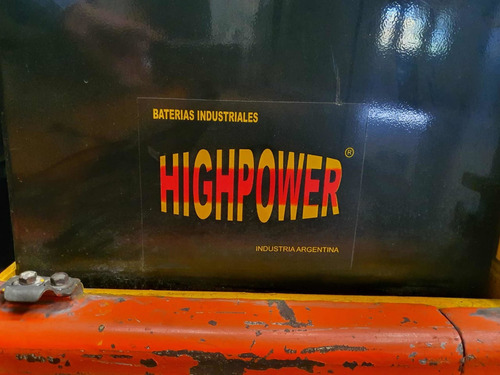 BATERIAS INDUSTRIALES
HIGHPOWER ®
INDUSTRIA ARGENTINA